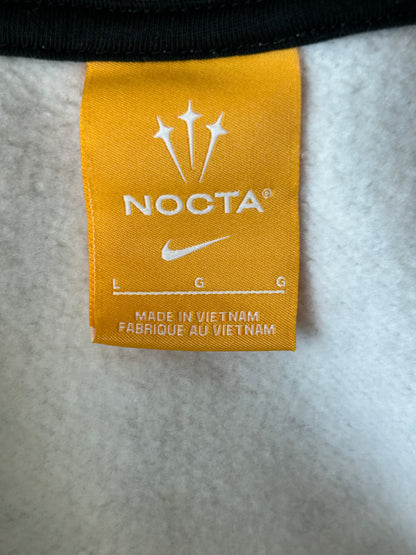 NOCTA®
L G G
MADE IN VIETNAM
FABRIQUE AU VIETNAM